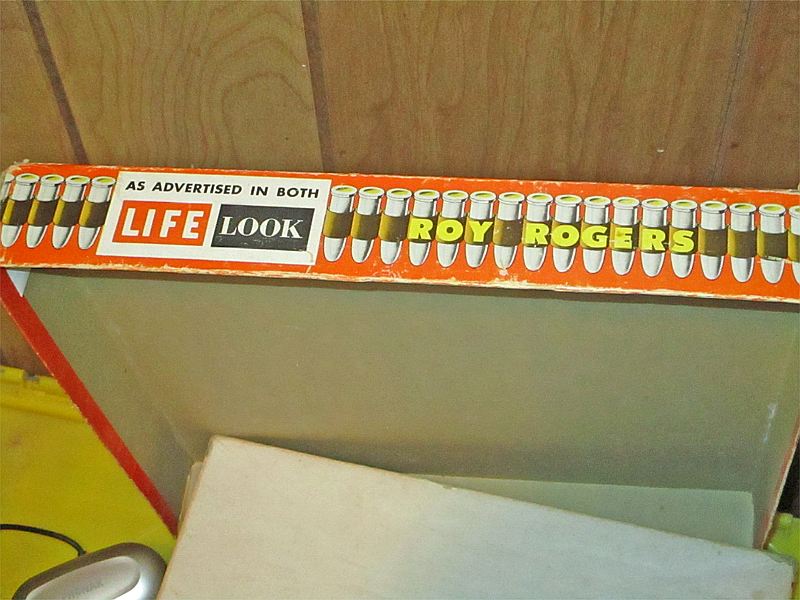 AS ADVERTISED IN BOTH
LIFE LOOK
ROY ROGERS